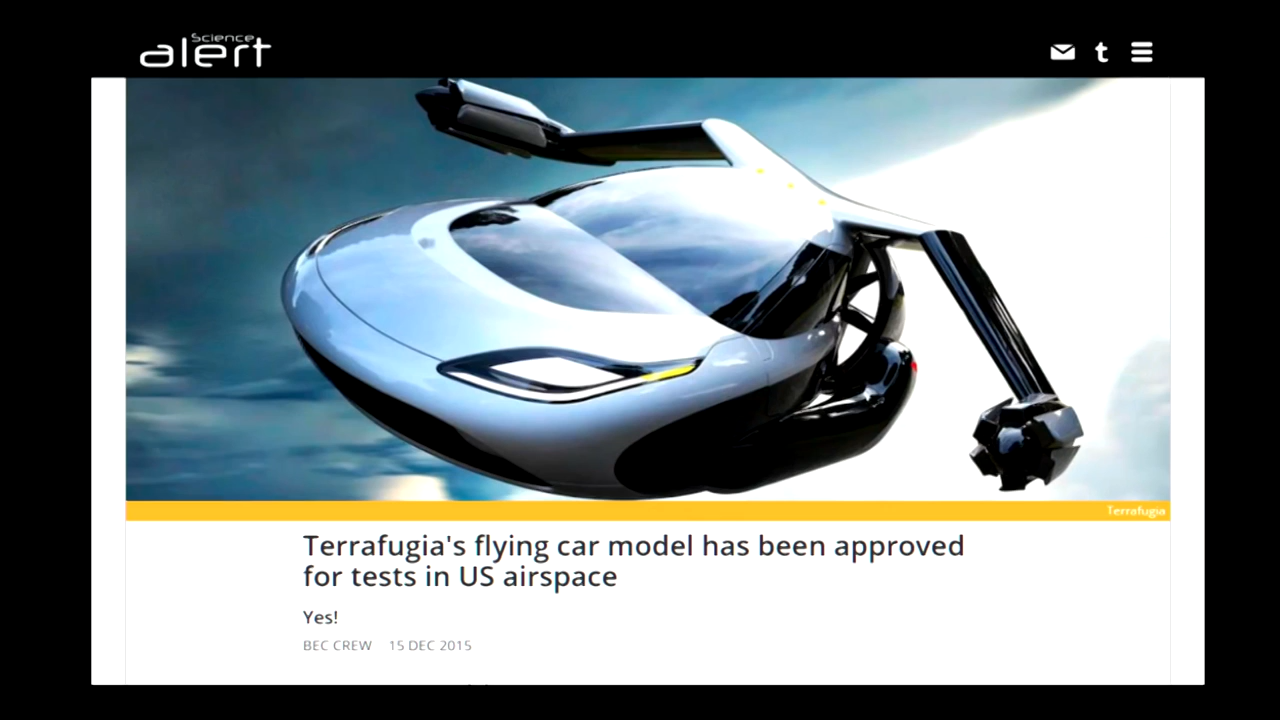 Science
alert
Terrafugia
Terrafugia's flying car model has been approved
for tests in US airspace
Yes!
BEC CREW 15 DEC 2015